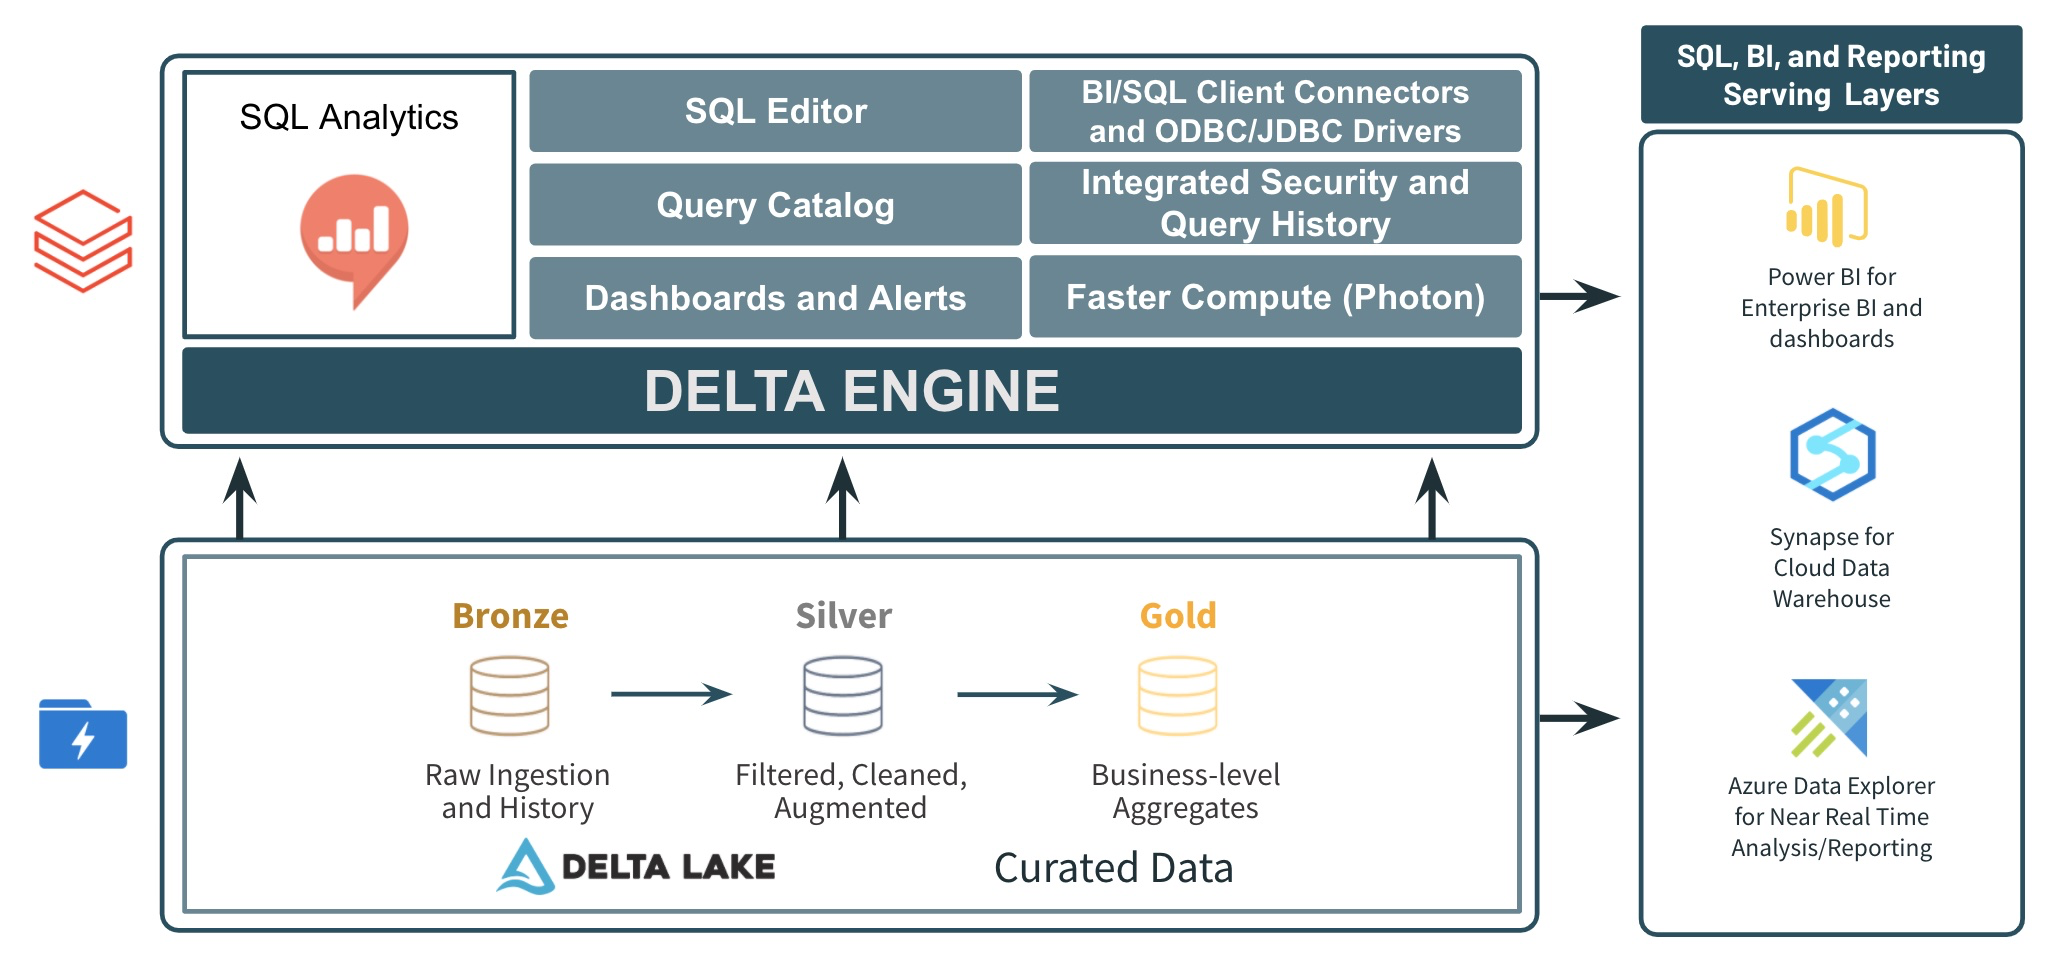 SQL Analytics
SQL Editor
BI/SQL Client Connectors
and ODBC/JDBC Drivers
Query Catalog
Integrated Security and
Query History
Dashboards and Alerts
Faster Compute (Photon)
DELTA ENGINE
Bronze
Silver
Gold
Raw Ingestion
and History
Filtered, Cleaned,
Augmented
Business-level
Aggregates
DELTA LAKE
Curated Data
SQL, BI, and Reporting
Serving Layers
Power BI for
Enterprise BI and
dashboards
Synapse for
Cloud Data
Warehouse
Azure Data Explorer
for Near Real Time
Analysis/Reporting